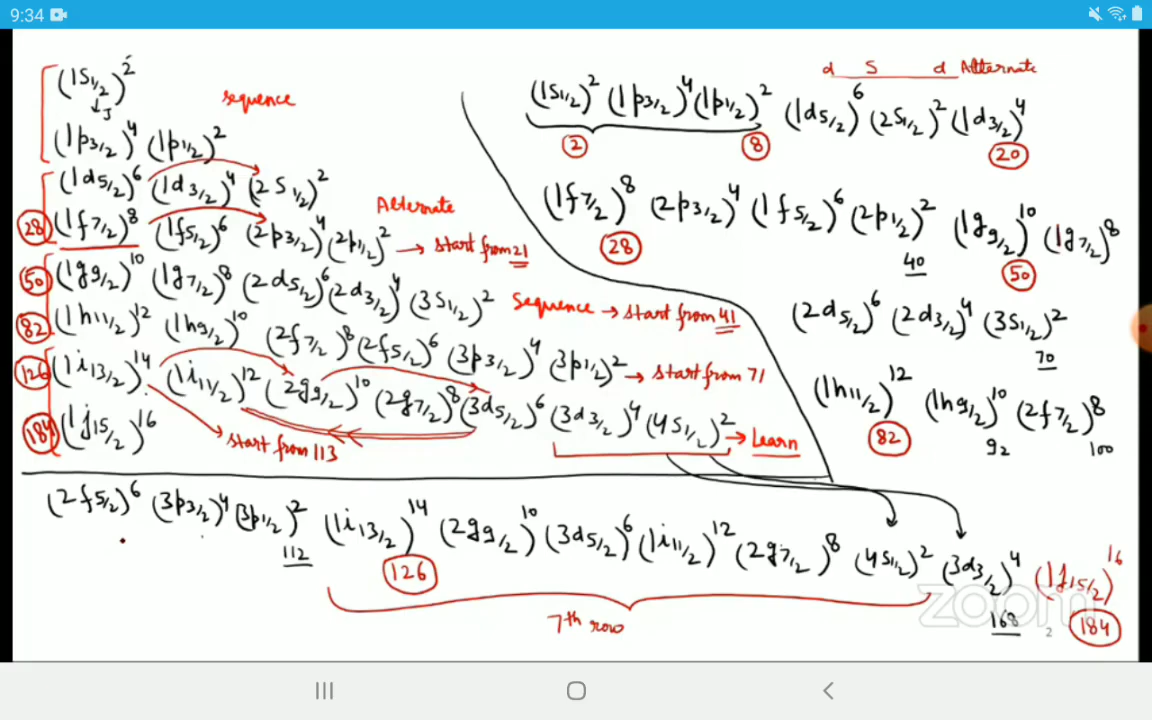 9:34
(1s1/2)²
↓J
sequence
(1p3/2)⁴ (1p1/2)²
(1d5/2)⁶ (1d3/2)⁴ (2s1/2)²
Alternate
28 (1f7/2)⁸ (1f5/2)⁶ (2p3/2)⁴ (2p1/2)² → start from 21
50 (1g9/2)¹⁰ (1g7/2)⁸ (2d5/2)⁶ (2d3/2)⁴ (3s1/2)² Sequence → start from 41
82 (1h11/2)¹² (1h9/2)¹⁰ (2f7/2)⁸ (2f5/2)⁶ (3p3/2)⁴ (3p1/2)² → start from 71
126 (1i13/2)¹⁴ (1i11/2)¹² (2g9/2)¹⁰ (2g7/2)⁸ (3d5/2)⁶ (3d3/2)⁴ (4s1/2)² → Learn
184 (1j15/2)¹⁶
start from 113
d s d Alternate
(1s1/2)² (1p3/2)⁴ (1p1/2)² (1d5/2)⁶ (2s1/2)² (1d3/2)⁴
2 8 20
(1f7/2)⁸ (2p3/2)⁴ (1f5/2)⁶ (2p1/2)² (1g9/2)¹⁰ (1g7/2)⁸
28 40 50
(2d5/2)⁶ (2d3/2)⁴ (3s1/2)²
70
(1h11/2)¹² (1h9/2)¹⁰ (2f7/2)⁸
82 92 100
(2f5/2)⁶ (3p3/2)⁴ (3p1/2)² (1i13/2)¹⁴ (2g9/2)¹⁰ (3d5/2)⁶ (1i11/2)¹² (2g7/2)⁸ (4s1/2)² (3d3/2)⁴ (1j15/2)¹⁶
112 126 168 184
7th row
zoom
2